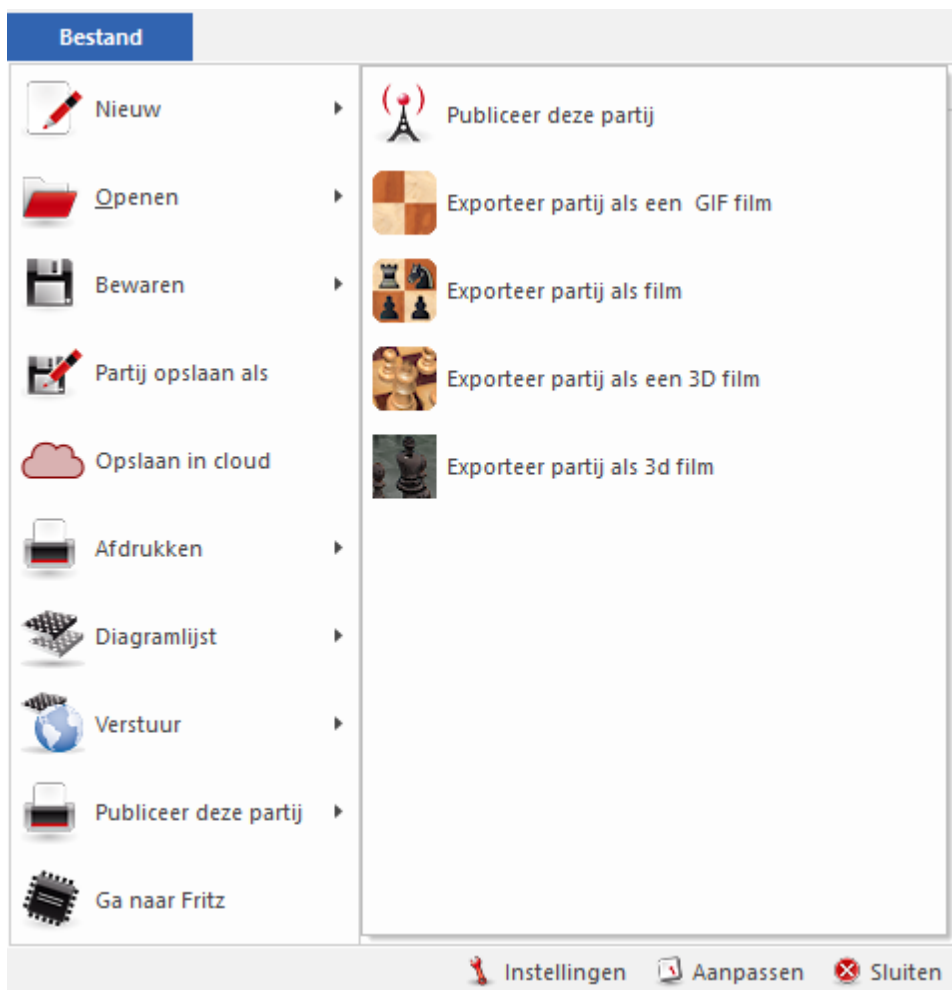 Bestand
Nieuw
Openen
Bewaren
Partij opslaan als
Opslaan in cloud
Afdrukken
Diagramlijst
Verstuur
Publiceer deze partij
Ga naar Fritz
Publiceer deze partij
Exporteer partij als een  GIF film
Exporteer partij als film
Exporteer partij als een 3D film
Exporteer partij als 3d film
Instellingen Aanpassen Sluiten